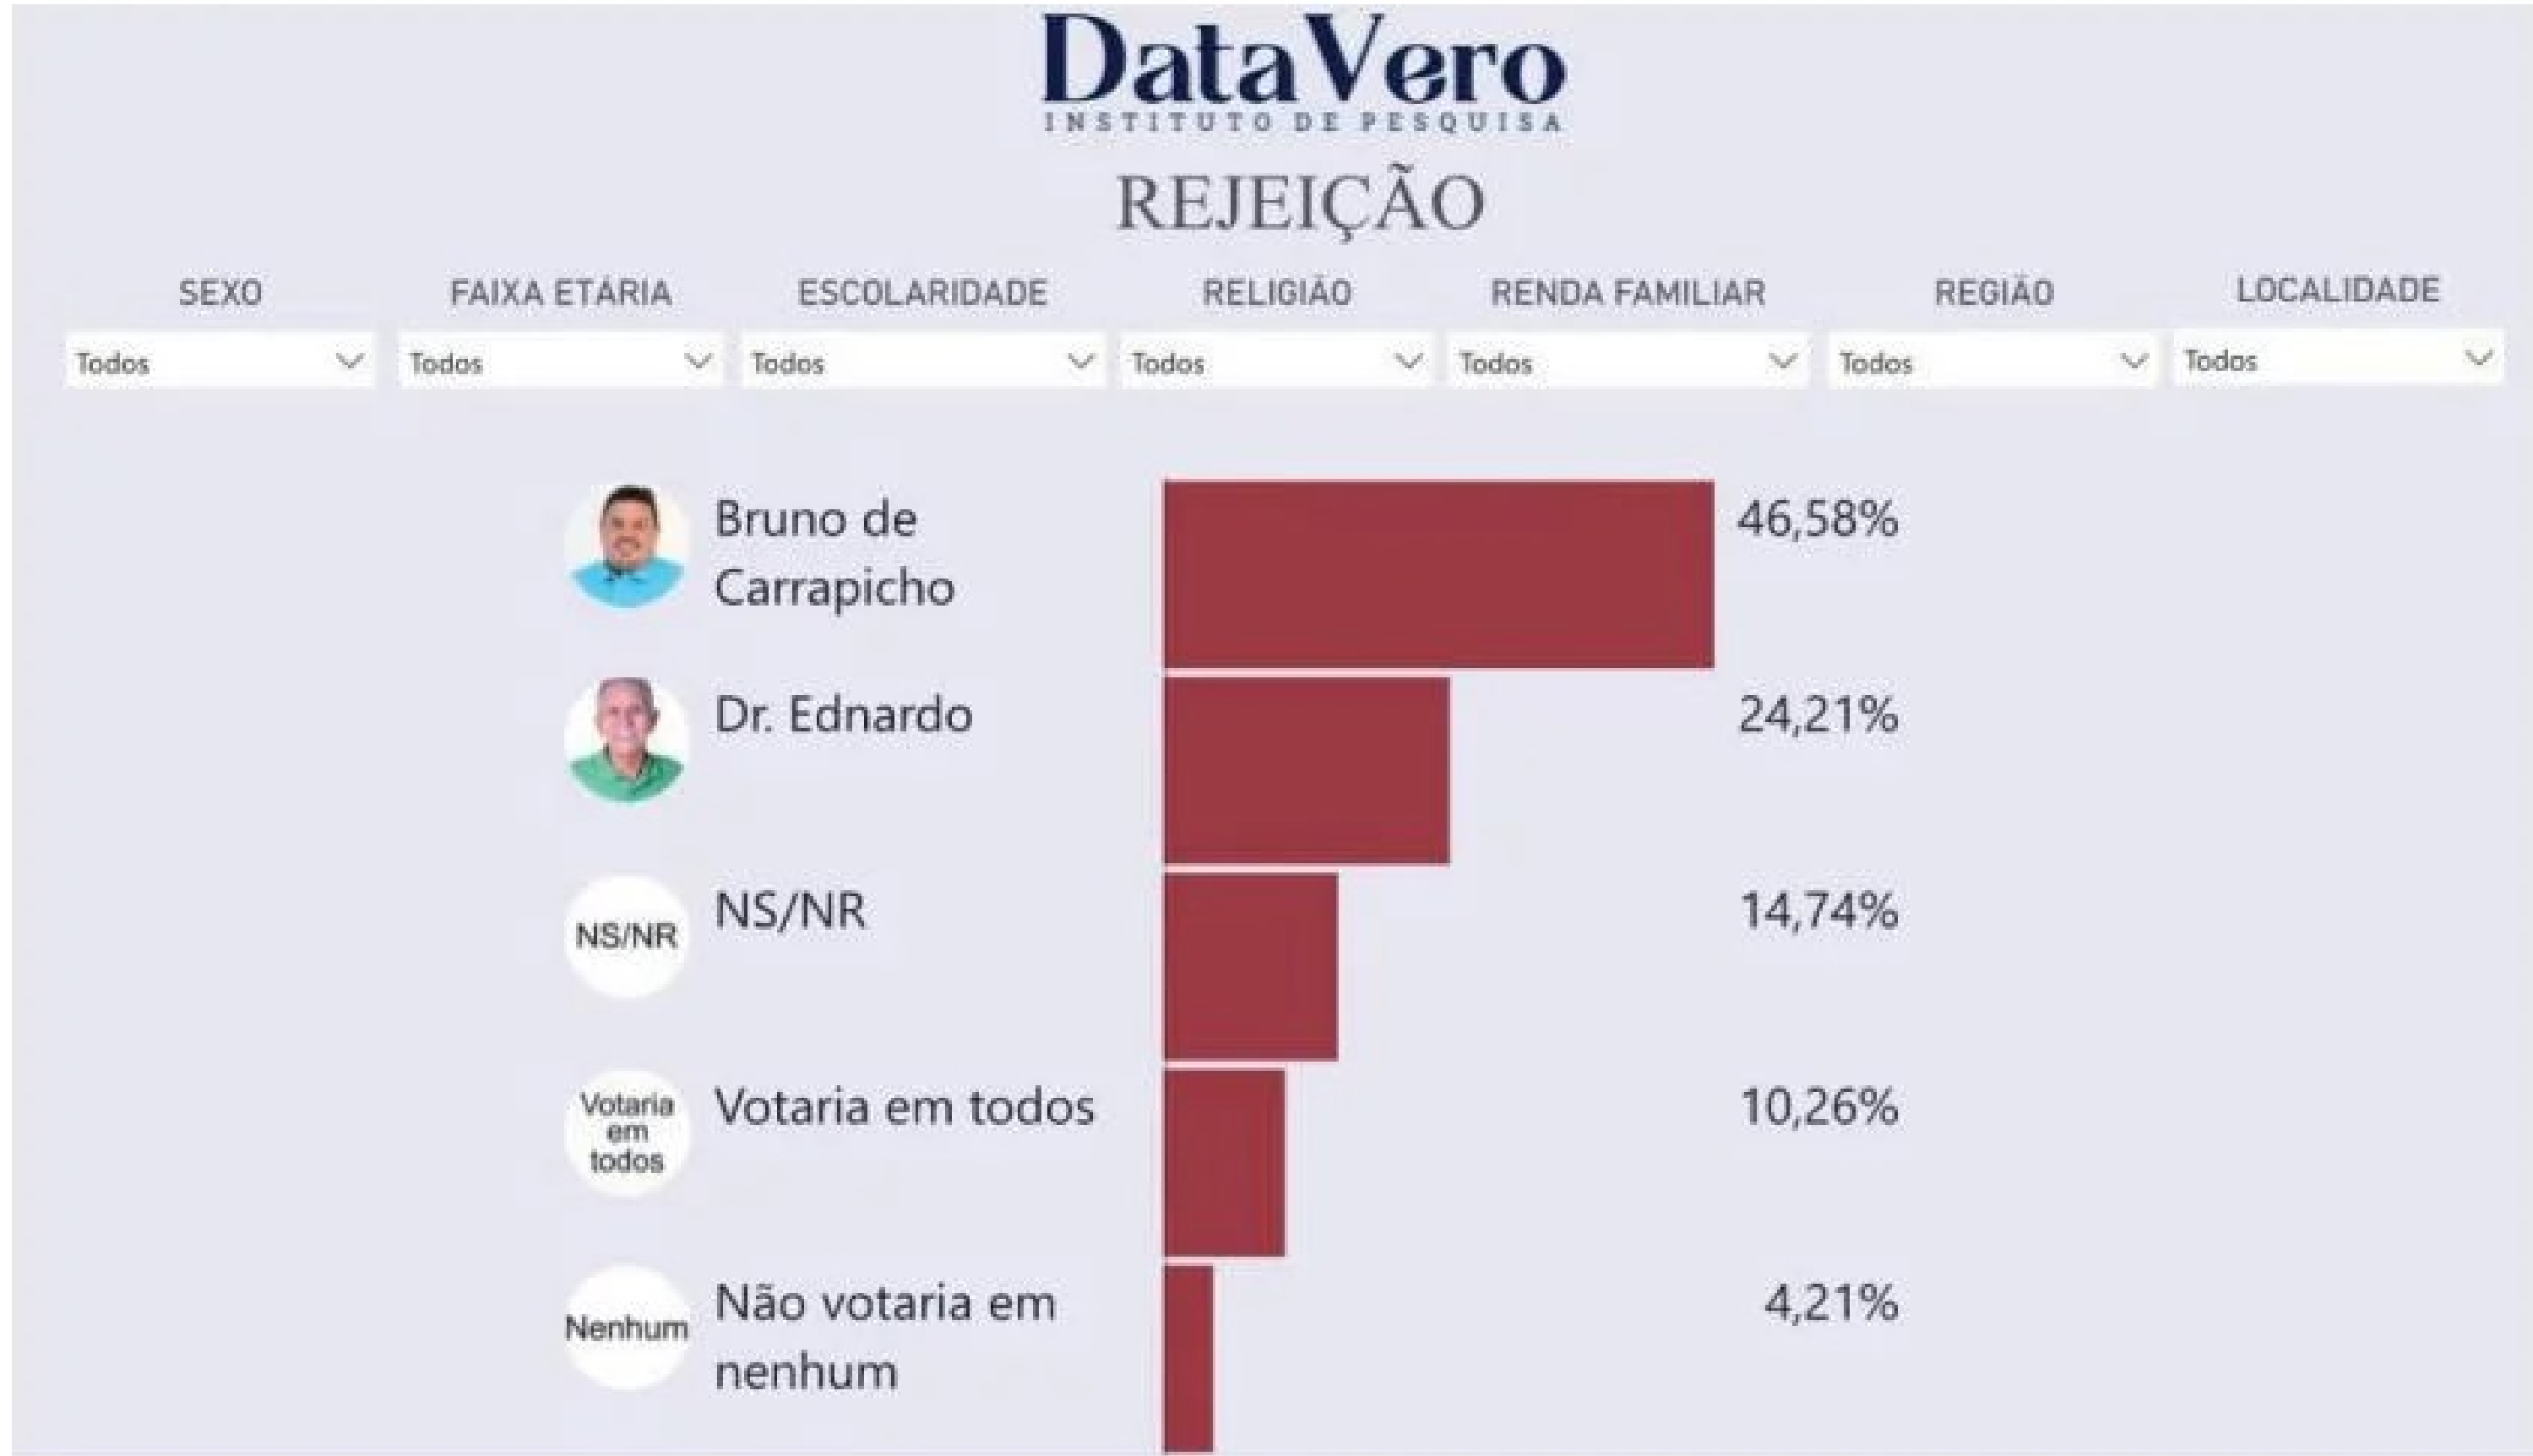 DataVero
INSTITUTO DE PESQUISA
REJEIÇÃO
SEXO FAIXA ETÁRIA ESCOLARIDADE RELIGIÃO RENDA FAMILIAR REGIÃO LOCALIDADE
Todos Todos Todos Todos Todos Todos Todos
Bruno de 46,58%
Carrapicho
Dr. Ednardo 24,21%
NS/NR NS/NR 14,74%
Votaria
em
todos
Votaria em todos 10,26%
Nenhum
Não votaria em 4,21%
nenhum